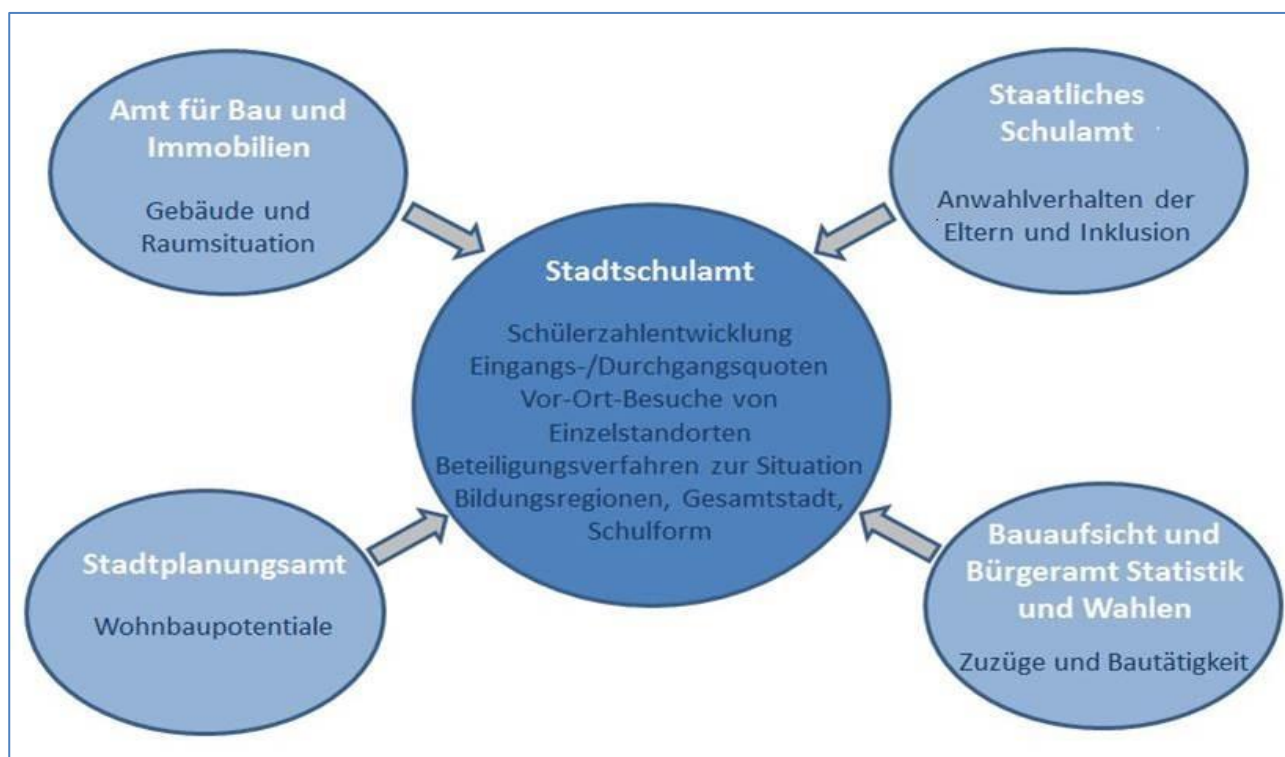 Amt für Bau und
Immobilien
Gebäude und
Raumsituation
Staatliches
Schulamt
Anwahlverhalten der
Eltern und Inklusion
Stadtschulamt
Schülerzahlentwicklung
Eingangs-/Durchgangsquoten
Vor-Ort-Besuche von
Einzelstandorten
Beteiligungsverfahren zur Situation
Bildungsregionen, Gesamtstadt,
Schulform
Stadtplanungsamt
Wohnbaupotentiale
Bauaufsicht und
Bürgeramt Statistik
und Wahlen
Zuzüge und Bautätigkeit